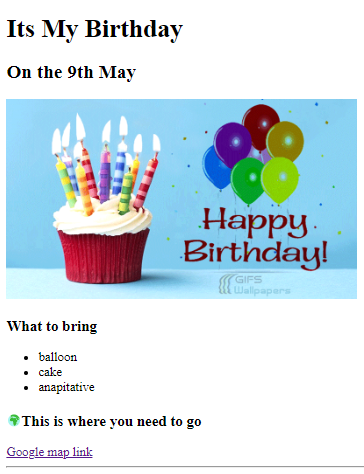 Its My Birthday
On the 9th May
Happy
Birthday!
GIFS
Wallpapers
What to bring
balloon
cake
anapitative
This is where you need to go
Google map link